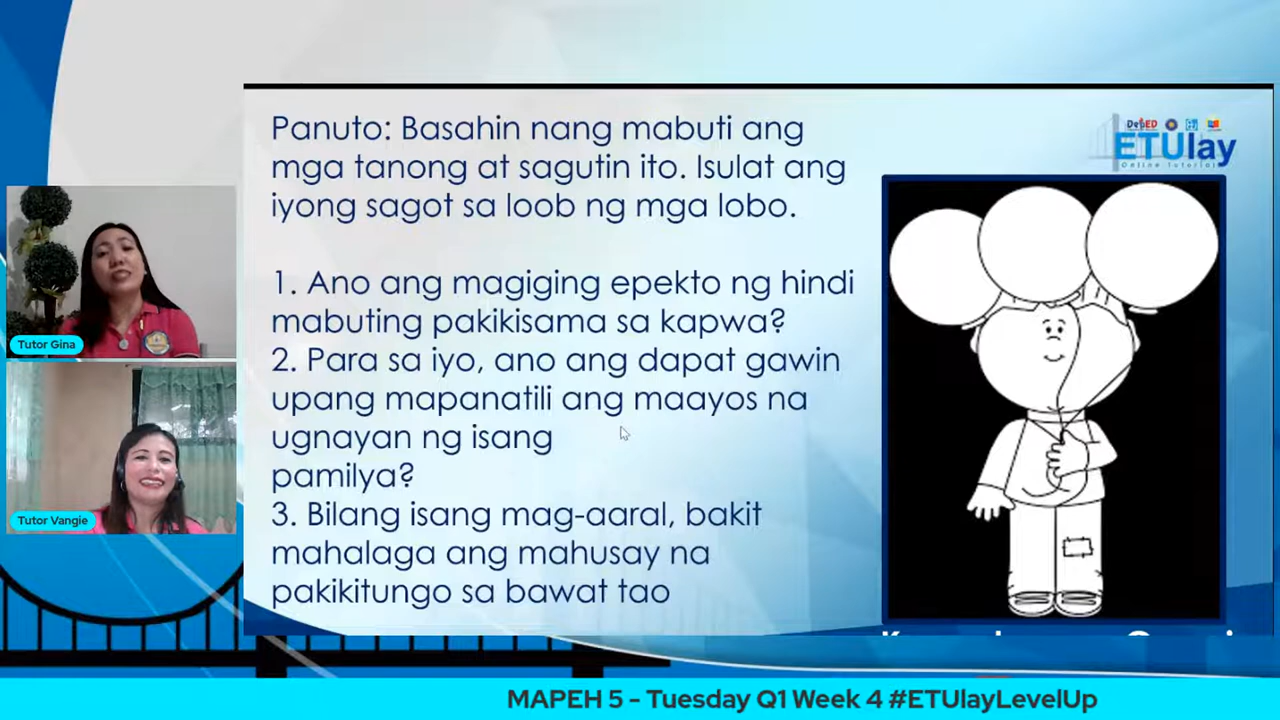 Panuto: Basahin nang mabuti ang
mga tanong at sagutin ito. Isulat ang
iyong sagot sa loob ng mga lobo.
1. Ano ang magiging epekto ng hindi
mabuting pakikisama sa kapwa?
2. Para sa iyo, ano ang dapat gawin
upang mapanatili ang maayos na
ugnayan ng isang
pamilya?
3. Bilang isang mag-aaral, bakit
mahalaga ang mahusay na
pakikitungo sa bawat tao
DepED
ETUlay
Online Tutorial
Tutor Gina
Tutor Vangie
MAPEH 5 - Tuesday Q1 Week 4 #ETUlayLevelUp